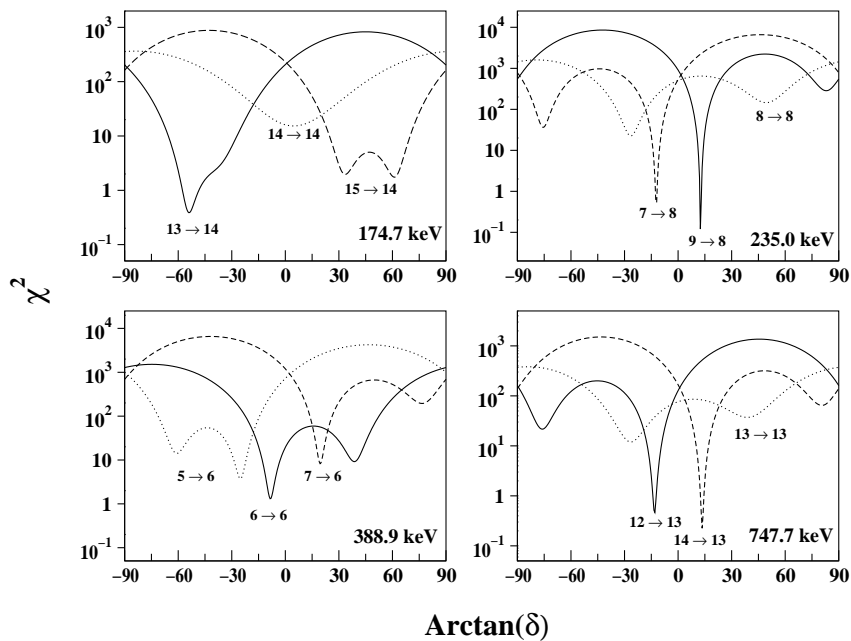 χ²
10³
10²
10
1
10⁻¹
14 → 14
15 → 14
13 → 14
174.7 keV
−90 −60 −30 0 30 60 90
10⁴
10³
10²
10
1
10⁻¹
8 → 8
7 → 8
9 → 8
235.0 keV
−90 −60 −30 0 30 60 90
10⁴
10³
10²
10
1
10⁻¹
5 → 6
7 → 6
6 → 6
388.9 keV
−90 −60 −30 0 30 60 90
10³
10²
10
1
10⁻¹
13 → 13
12 → 13
14 → 13
747.7 keV
−90 −60 −30 0 30 60 90
Arctan(δ)